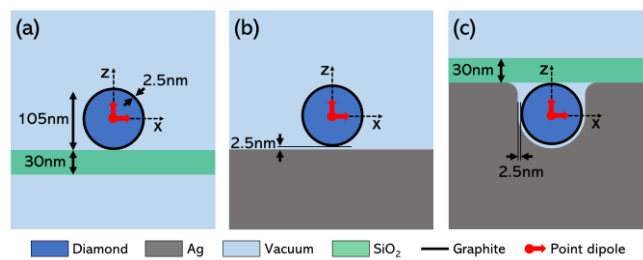 (a)
(b)
(c)
Z
2.5nm
105nm
X
30nm
Z
2.5nm
X
30nm
Z
X
2.5nm
Diamond
Ag
Vacuum
SiO₂
Graphite
Point dipole